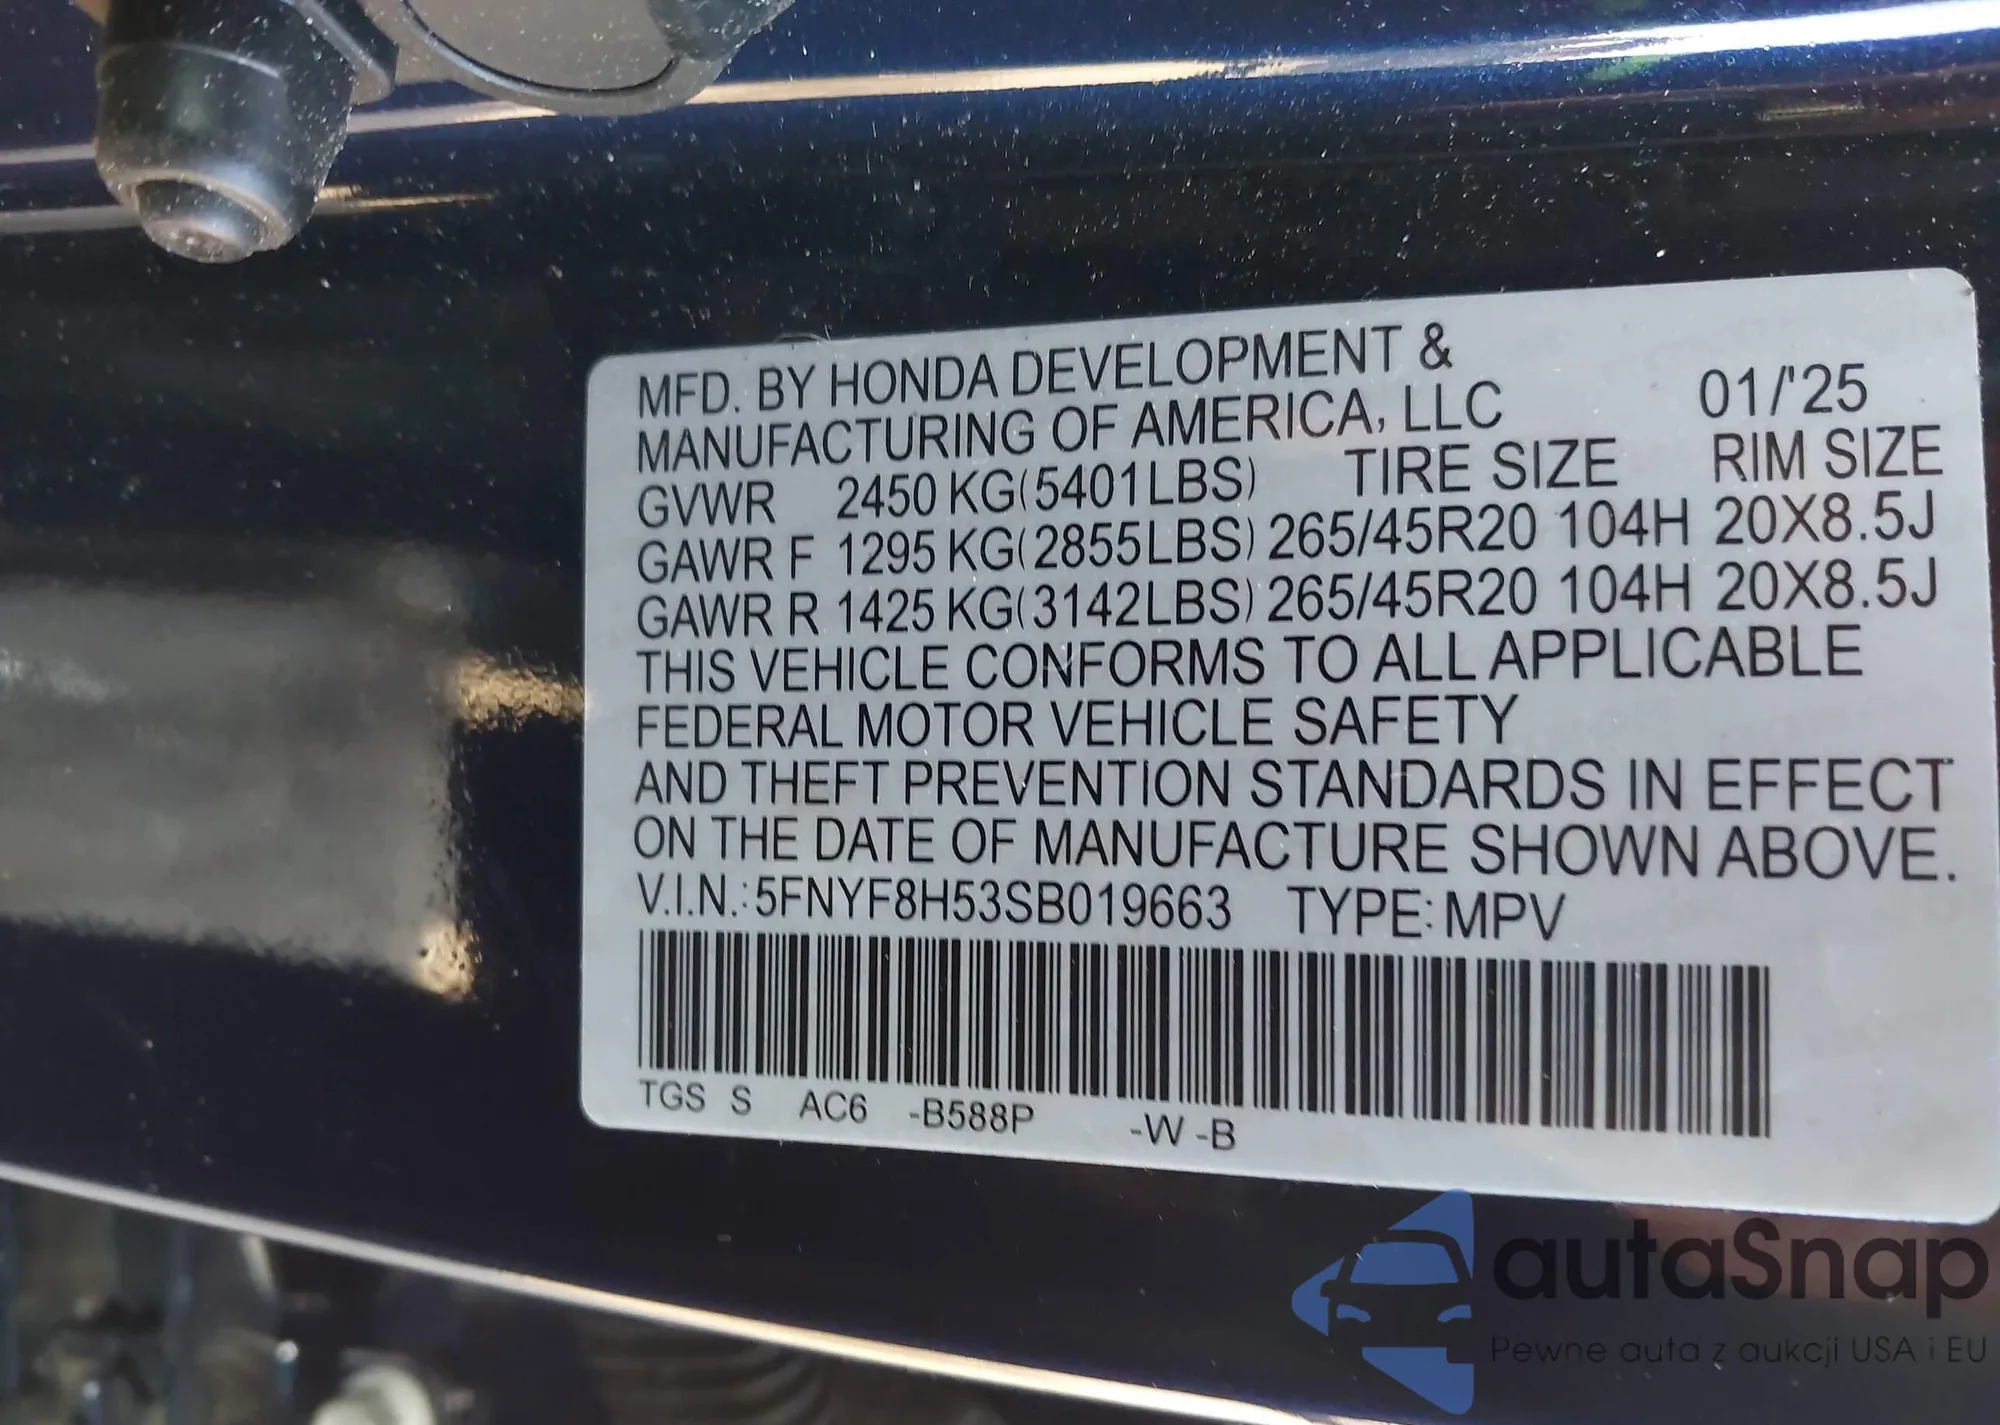 MFD. BY HONDA DEVELOPMENT &
MANUFACTURING OF AMERICA, LLC 01/'25
GVWR 2450 KG(5401LBS) TIRE SIZE RIM SIZE
GAWR F 1295 KG(2855LBS) 265/45R20 104H 20X8.5J
GAWR R 1425 KG(3142LBS) 265/45R20 104H 20X8.5J
THIS VEHICLE CONFORMS TO ALL APPLICABLE
FEDERAL MOTOR VEHICLE SAFETY
AND THEFT PREVENTION STANDARDS IN EFFECT
ON THE DATE OF MANUFACTURE SHOWN ABOVE.
V.I.N.:5FNYF8H53SB019663 TYPE: MPV
TGS S AC6 -B588P -W -B
autaSnap
Pewne auta z aukcji USA i EU